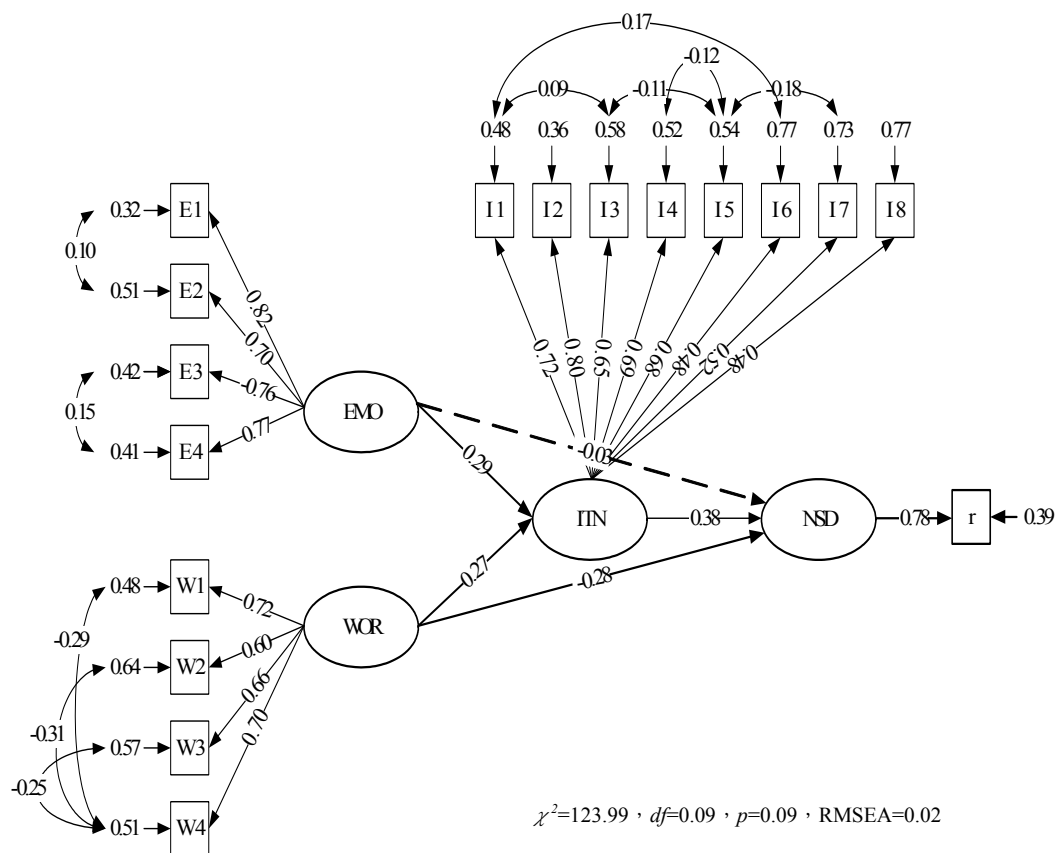 0.17
-0.12
0.09 -0.11 -0.18
0.48 0.36 0.58 0.52 0.54 0.77 0.73 0.77
I1 I2 I3 I4 I5 I6 I7 I8
0.32 E1
0.10
0.51 E2
0.82
0.70
0.42 E3
-0.76
0.15
0.41 E4
0.77
0.72 0.80 0.65 0.69 0.68 0.48 0.52 0.48
EMO
-0.03
0.29
ITN
0.38
NSD
0.78
r
0.39
0.27
-0.28
0.48 W1
0.72
-0.29
WOR
0.64 W2
0.60
0.66
-0.31
0.57 W3
0.70
-0.25
0.51 W4
χ²=123.99,df=0.09,p=0.09,RMSEA=0.02